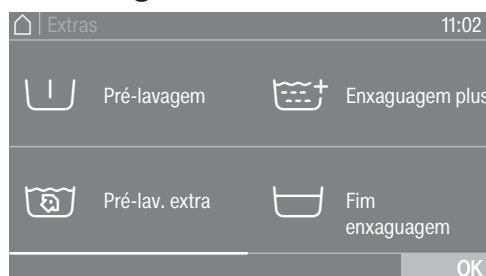 Extras 11:02
Pré-lavagem Enxaguagem plus
Pré-lav. extra Fim
enxaguagem
OK